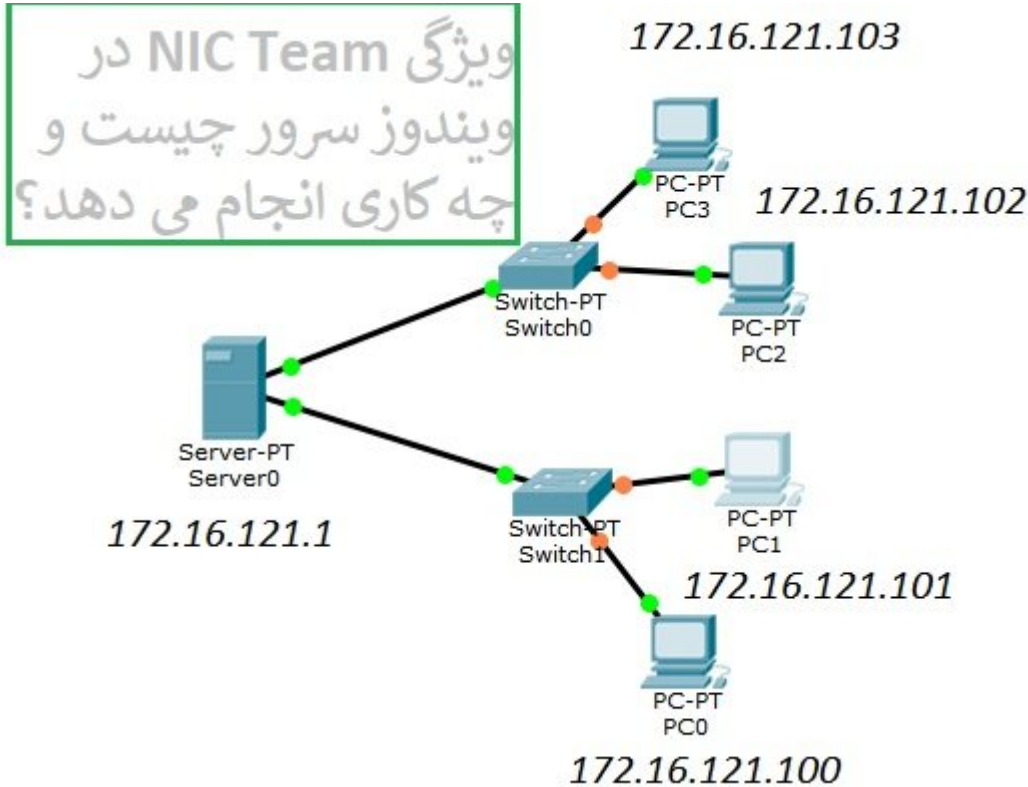 ویژگی NIC Team در
ویندوز سرور چیست و
چه کاری انجام می دهد؟
172.16.121.103
PC-PT
PC3
172.16.121.102
PC-PT
PC2
Switch-PT
Switch0
Server-PT
Server0
172.16.121.1
Switch-PT
Switch1
PC-PT
PC1
172.16.121.101
PC-PT
PC0
172.16.121.100